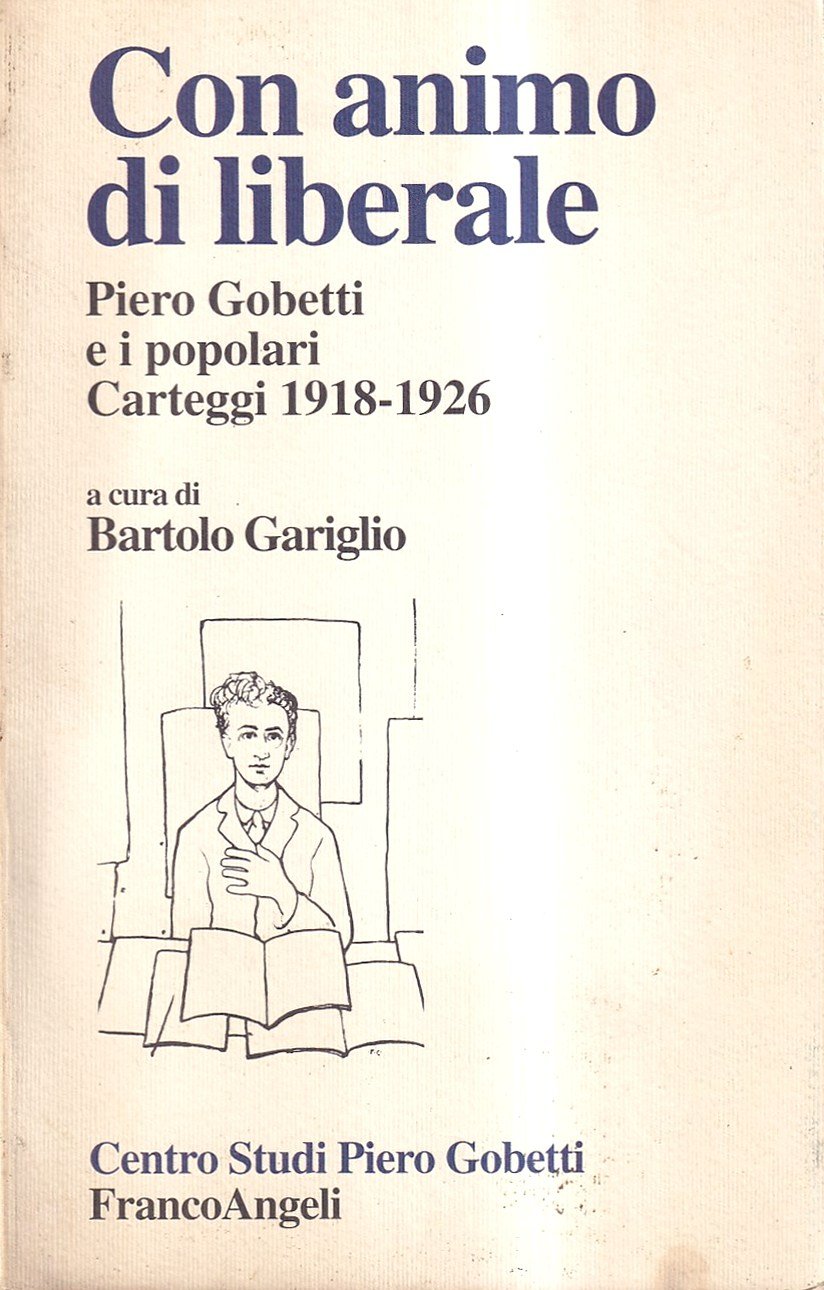 Con animo
di liberale
Piero Gobetti
e i popolari
Carteggi 1918-1926
a cura di
Bartolo Gariglio
Centro Studi Piero Gobetti
FrancoAngeli